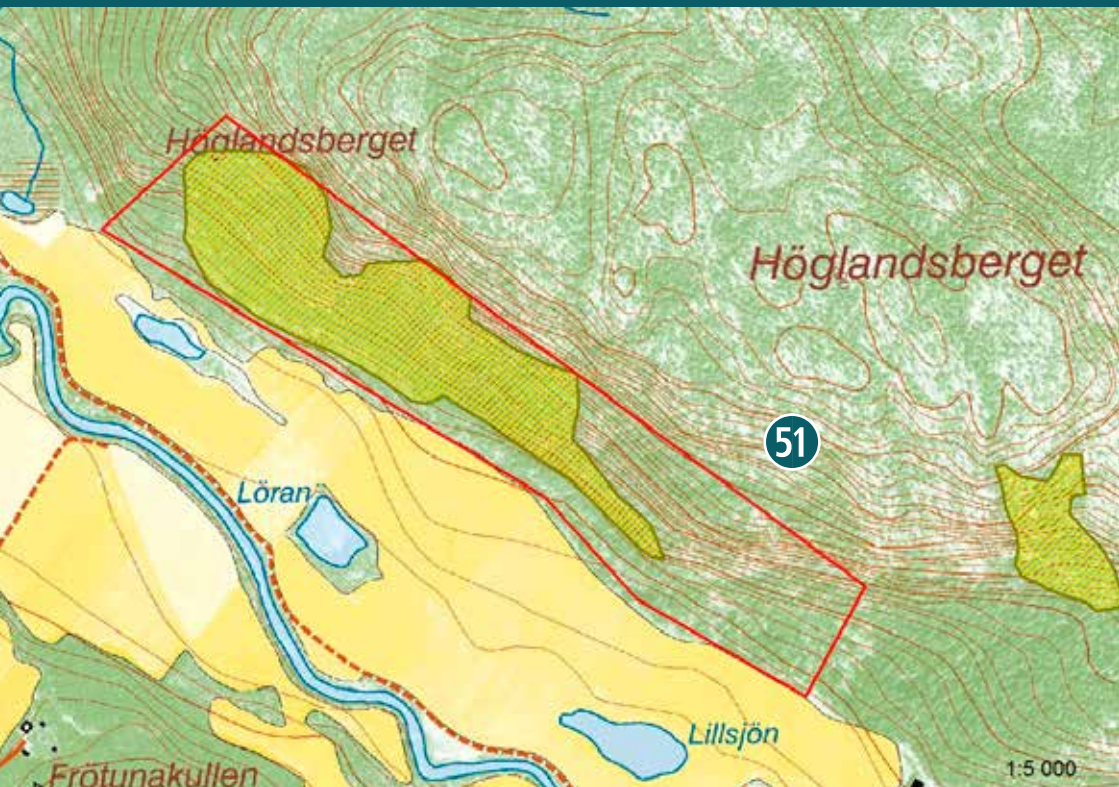 Höglandsberget
Höglandsberget
51
Löran
Lillsjön
Frötunakullen
1:5 000